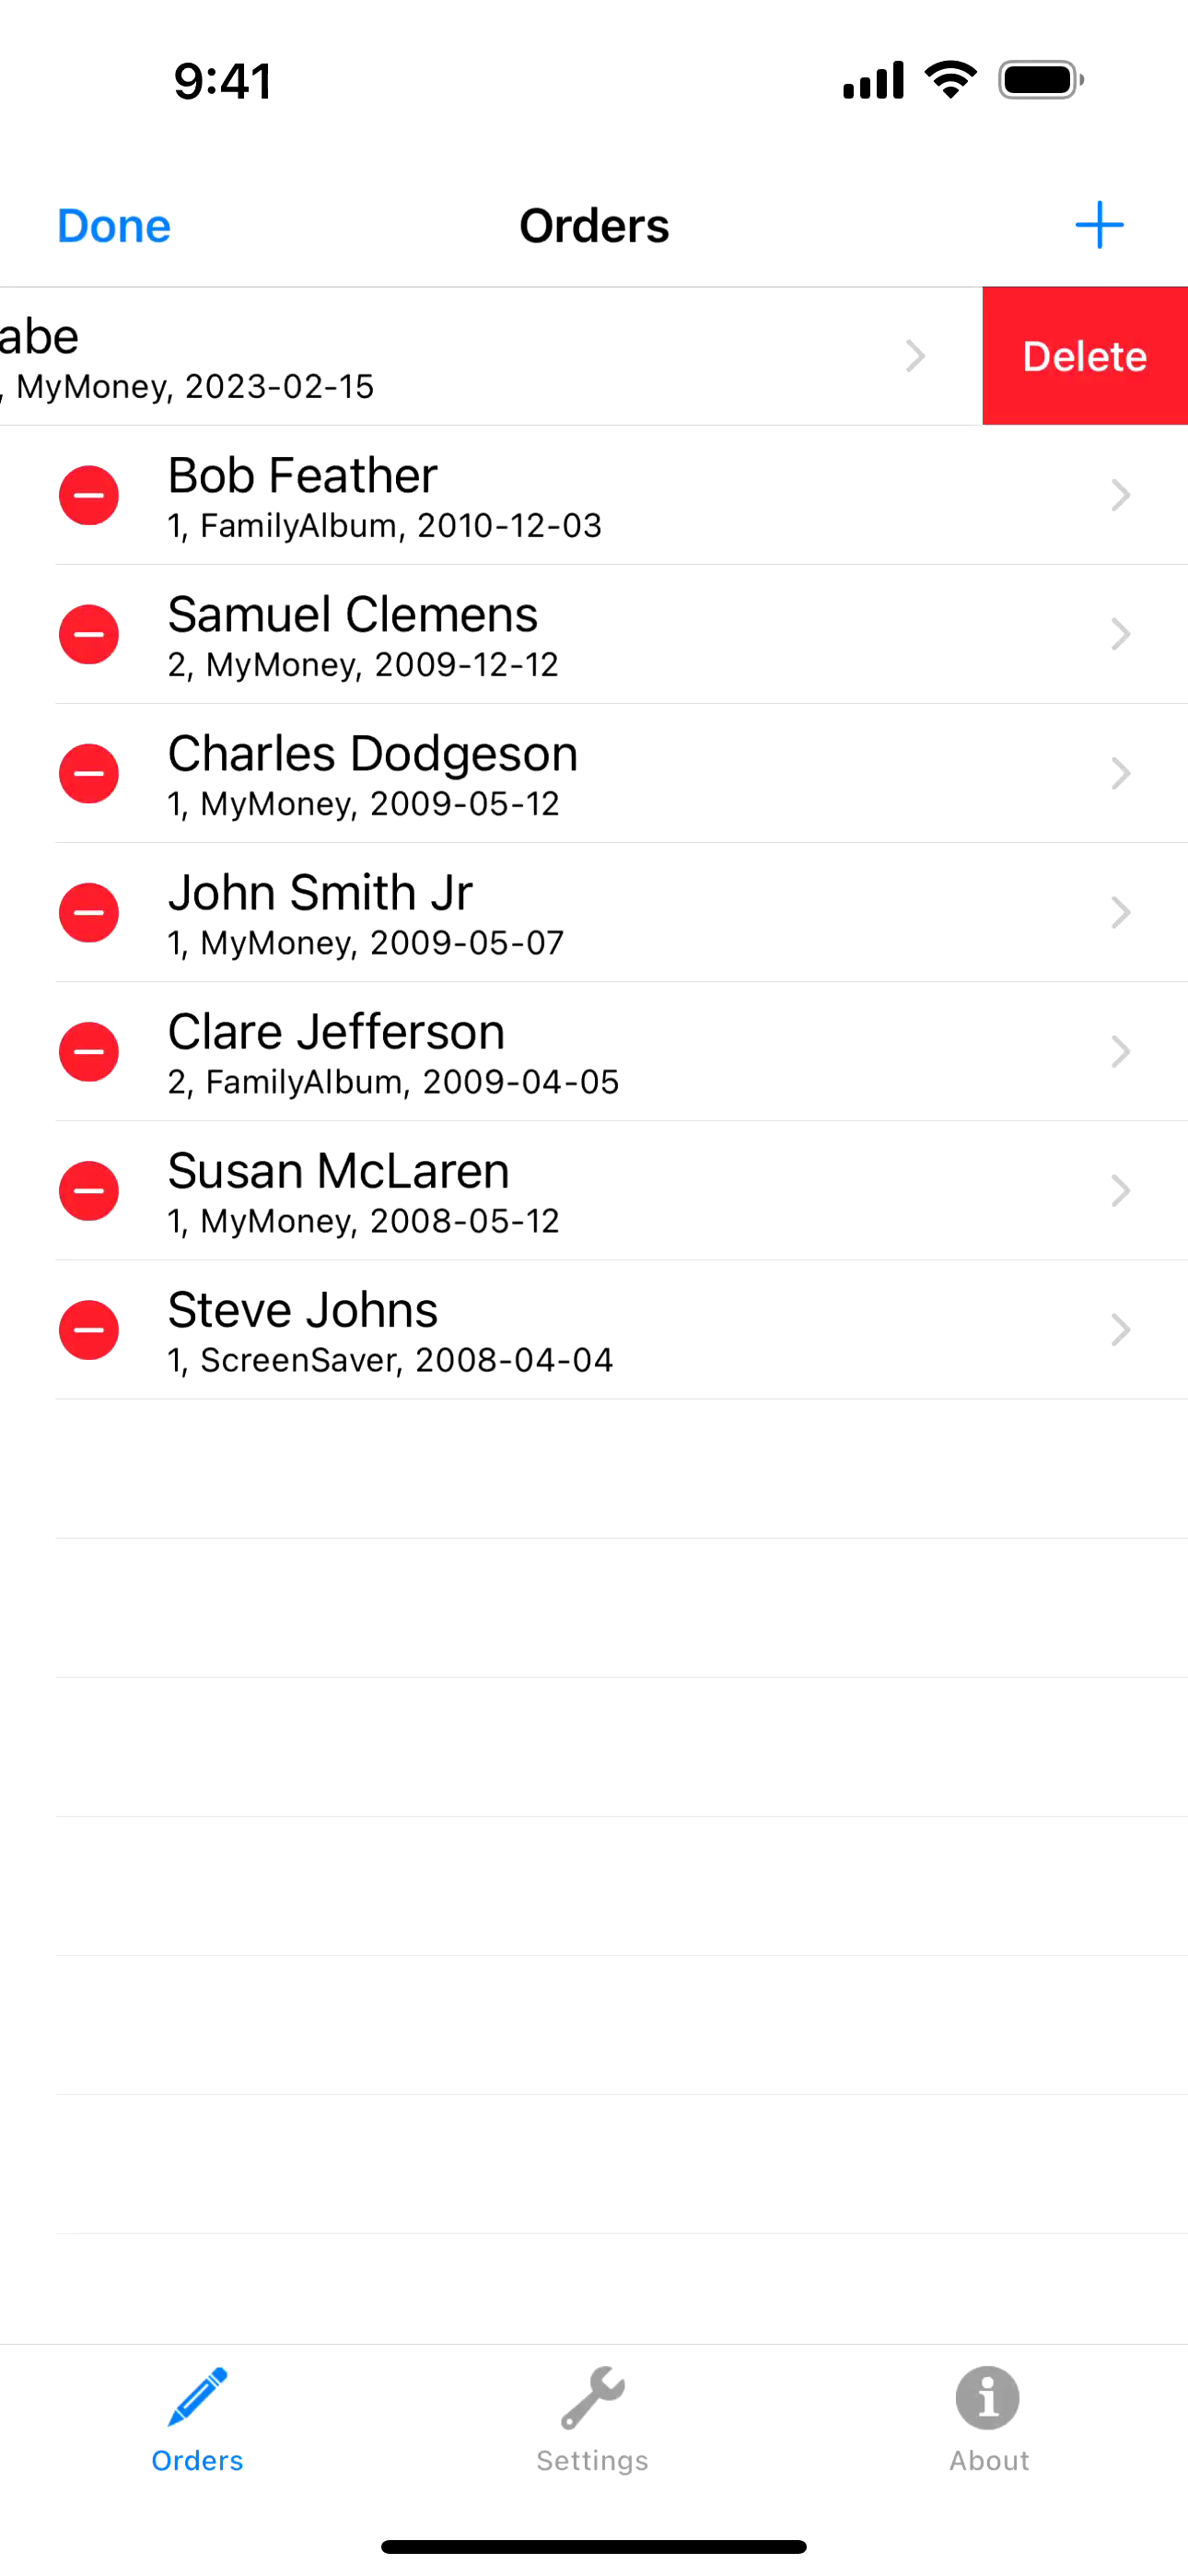 9:41
Done Orders
abe
, MyMoney, 2023-02-15
Delete
Bob Feather
1, FamilyAlbum, 2010-12-03
Samuel Clemens
2, MyMoney, 2009-12-12
Charles Dodgeson
1, MyMoney, 2009-05-12
John Smith Jr
1, MyMoney, 2009-05-07
Clare Jefferson
2, FamilyAlbum, 2009-04-05
Susan McLaren
1, MyMoney, 2008-05-12
Steve Johns
1, ScreenSaver, 2008-04-04
Orders Settings About